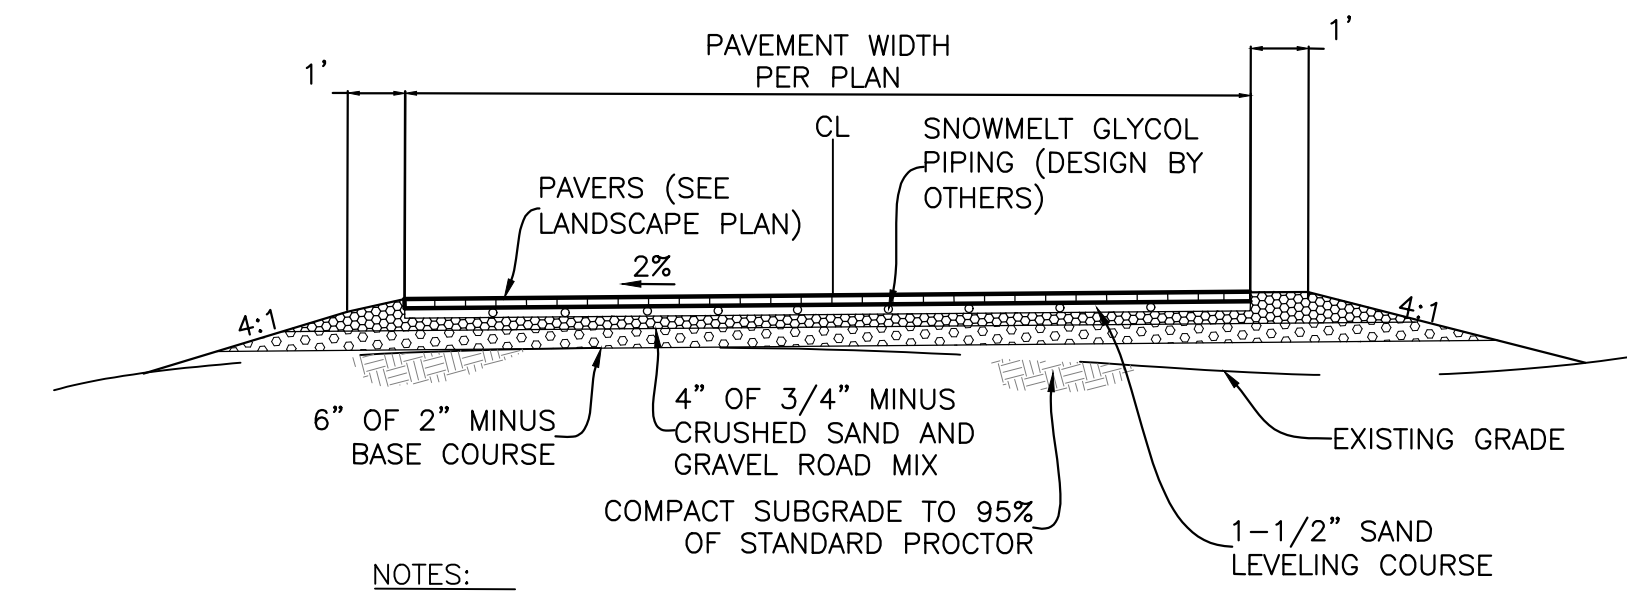 1'
PAVEMENT WIDTH
PER PLAN
1'
CL
SNOWMELT GLYCOL
PIPING (DESIGN BY
OTHERS)
PAVERS (SEE
LANDSCAPE PLAN)
2%
4:1
4:1
6" OF 2" MINUS
BASE COURSE
4" OF 3/4" MINUS
CRUSHED SAND AND
GRAVEL ROAD MIX
EXISTING GRADE
COMPACT SUBGRADE TO 95%
OF STANDARD PROCTOR
1-1/2" SAND
LEVELING COURSE
NOTES: